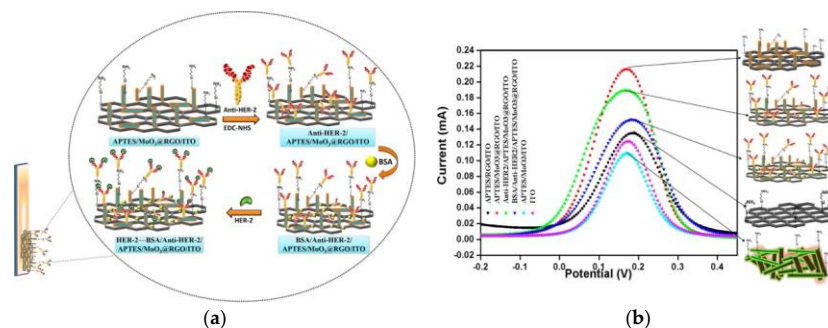 Anti-HER-2
EDC-NHS
APTES/MoO3@RGO/ITO
Anti-HER-2/
APTES/MoO3@RGO/ITO
BSA
HER-2
HER-2—BSA/Anti-HER-2/
APTES/MoO3@RGO/ITO
BSA/Anti-HER-2/
APTES/MoO3@RGO/ITO
(a)
0.24
0.22
0.20
0.18
0.16
0.14
0.12
0.10
0.08
0.06
0.04
0.02
0.00
-0.02
Current (mA)
APTES/RGO/ITO
APTES/MoO3@RGO/ITO
Anti-HER2/APTES/MoO3@RGO/ITO
BSA/Anti-HER2/APTES/MoO3@RGO/ITO
APTES/MoO3/ITO
ITO
-0.2 0.0 0.1 0.2 0.3 0.4
Potential (V)
(b)